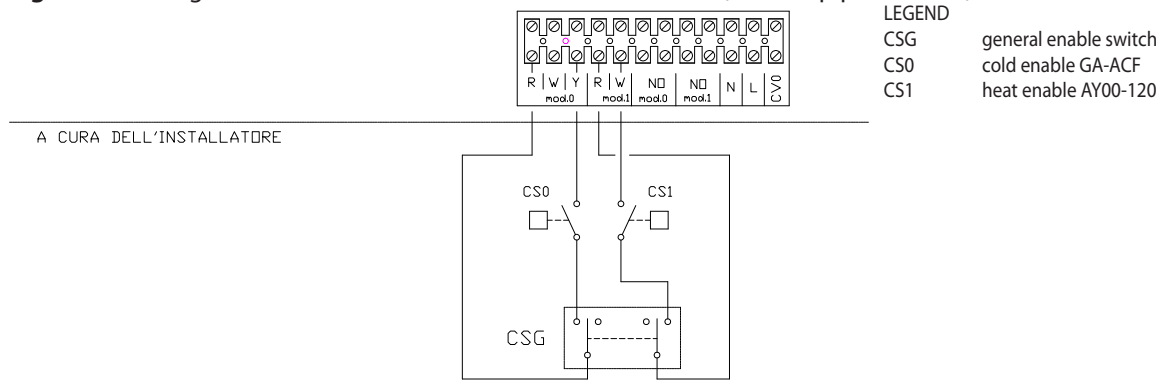 LEGEND
CSG general enable switch
CS0 cold enable GA-ACF
CS1 heat enable AY00-120
R W Y R W NO NO N L CV0
mod.0 mod.1 mod.0 mod.1
A CURA DELL'INSTALLATORE
CS0 CS1
CSG